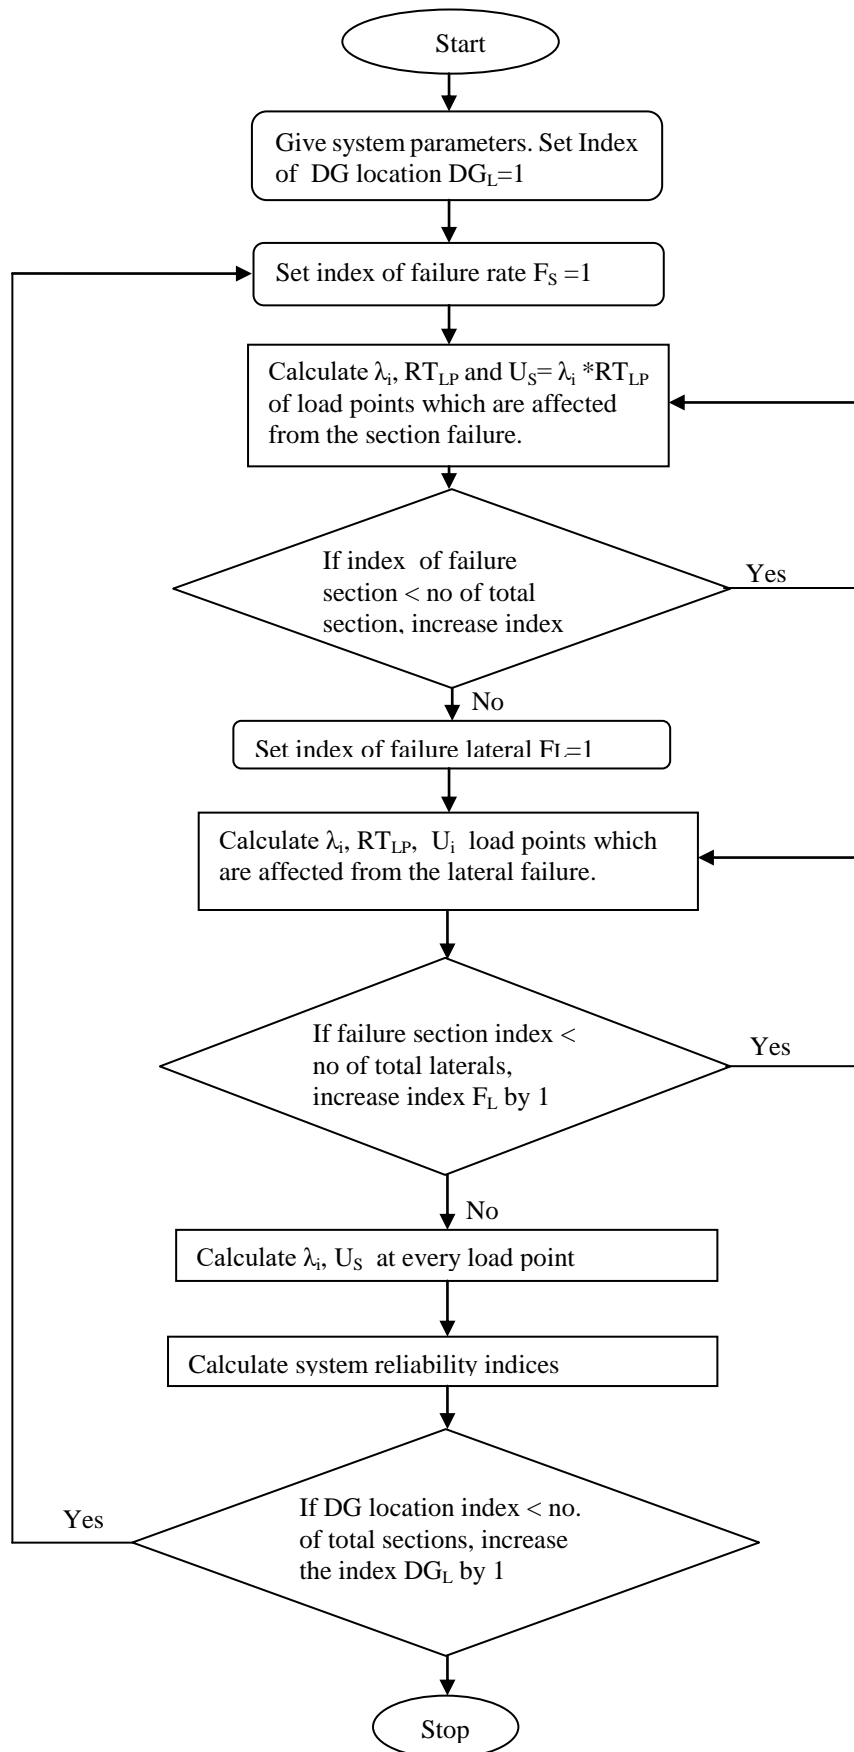 Start
Give system parameters. Set Index
of DG location DG_L=1
Set index of failure rate F_S =1
Calculate λ_i, RT_LP and U_S= λ_i *RT_LP
of load points which are affected
from the section failure.
If index of failure
section < no of total
section, increase index
Yes
No
Set index of failure lateral F_L=1
Calculate λ_i, RT_LP, U_i load points which
are affected from the lateral failure.
If failure section index <
no of total laterals,
increase index F_L by 1
Yes
No
Calculate λ_i, U_S at every load point
Calculate system reliability indices
If DG location index < no.
of total sections, increase
the index DG_L by 1
Yes
Stop